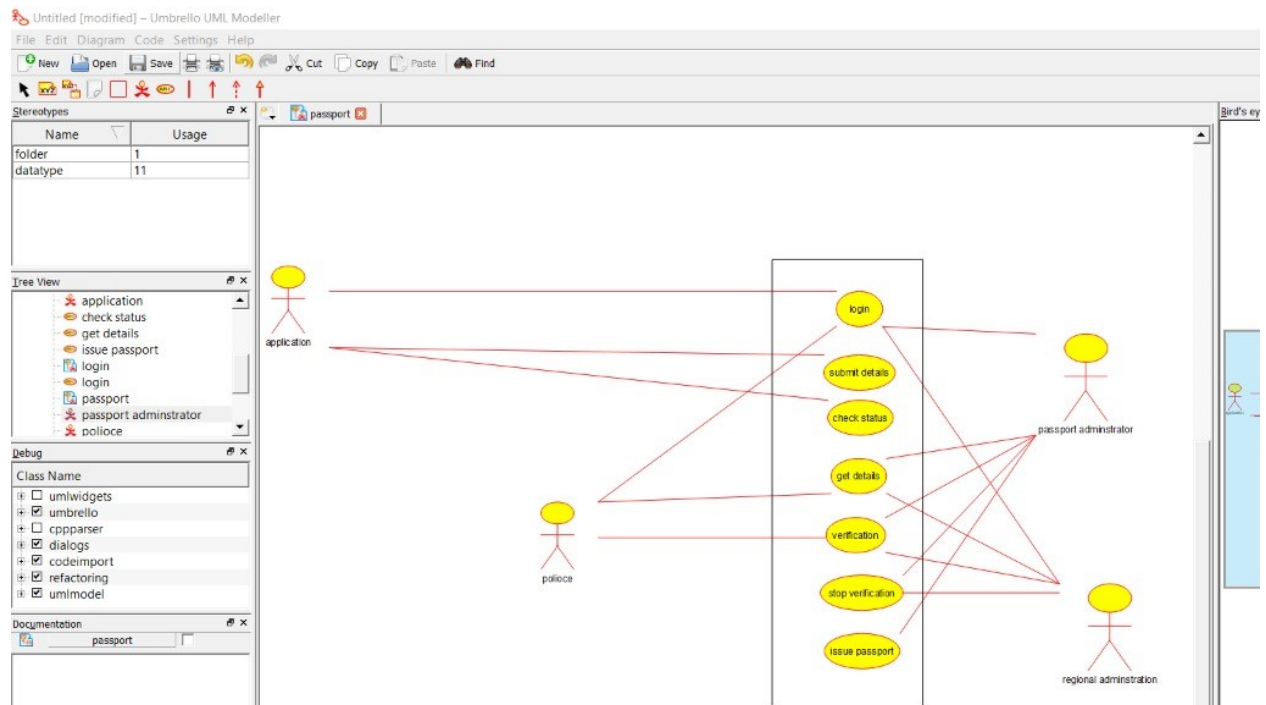 Untitled [modified] – Umbrello UML Modeller
File Edit Diagram Code Settings Help
New Open Save Cut Copy Paste Find
Stereotypes
Name Usage
folder 1
datatype 11
Tree View
application
check status
get details
issue passport
login
login
passport
passport adminstrator
polioce
Debug
Class Name
umlwidgets
umbrello
cppparser
dialogs
codeimport
refactoring
umlmodel
Documentation
passport
passport
Bird's ey
application
login
submit details
check status
passport adminstrator
get details
verification
polioce
stop verification
issue passport
regional adminstration